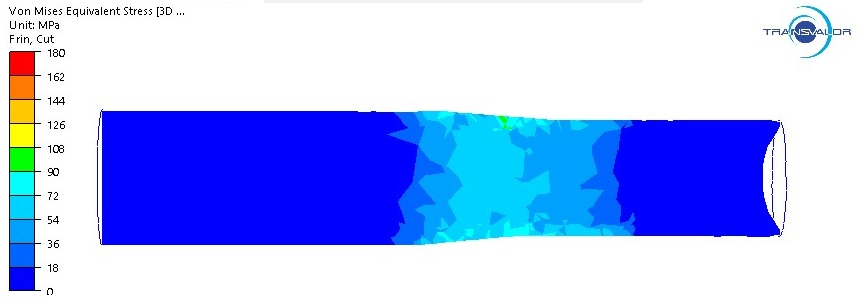 Von Mises Equivalent Stress [3D ...
Unit: MPa
Frin, Cut
180
162
144
126
108
90
72
54
36
18
0
TRANSVALOR